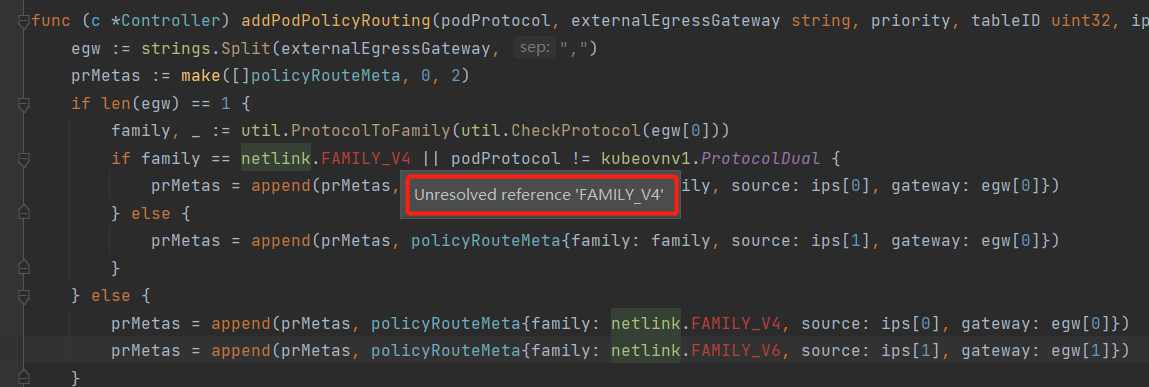 func (c *Controller) addPodPolicyRouting(podProtocol, externalEgressGateway string, priority, tableID uint32, ip
egw := strings.Split(externalEgressGateway, sep: ",")
prMetas := make([]policyRouteMeta, 0, 2)
if len(egw) == 1 {
family, _ := util.ProtocolToFamily(util.CheckProtocol(egw[0]))
if family == netlink.FAMILY_V4 || podProtocol != kubeovnv1.ProtocolDual {
prMetas = append(prMetas, ily, source: ips[0], gateway: egw[0]})
Unresolved reference 'FAMILY_V4'
} else {
prMetas = append(prMetas, policyRouteMeta{family: family, source: ips[1], gateway: egw[0]})
}
} else {
prMetas = append(prMetas, policyRouteMeta{family: netlink.FAMILY_V4, source: ips[0], gateway: egw[0]})
prMetas = append(prMetas, policyRouteMeta{family: netlink.FAMILY_V6, source: ips[1], gateway: egw[1]})
}